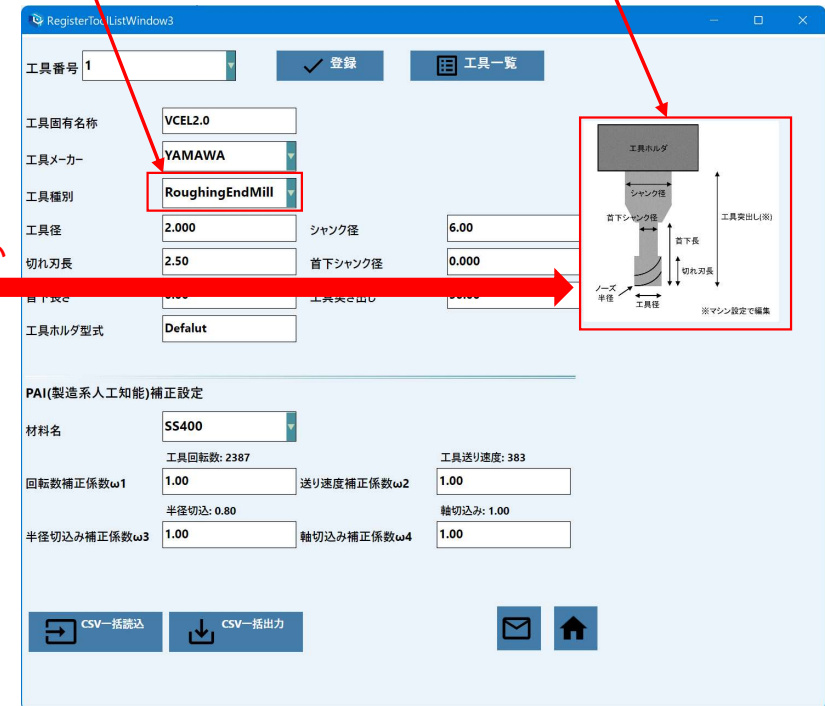 RegisterToolListWindow3
工具番号 1
登録
工具一覧
工具固有名称 VCEL2.0
工具メーカー YAMAWA
工具種別 RoughingEndMill
工具径 2.000 シャンク径 6.00
切れ刃長 2.50 首下シャンク径 0.000
工具ホルダ型式 Defalut
工具ホルダ
シャンク径
首下シャンク径
工具突出し(※)
首下長
切れ刃長
ノーズ
半径
工具径
※マシン設定で編集
PAI(製造系人工知能)補正設定
材料名 SS400
工具回転数: 2387 工具送り速度: 383
回転数補正係数ω1 1.00 送り速度補正係数ω2 1.00
半径切込: 0.80 軸切込み: 1.00
半径切込み補正係数ω3 1.00 軸切込み補正係数ω4 1.00
CSV一括読込
CSV一括出力